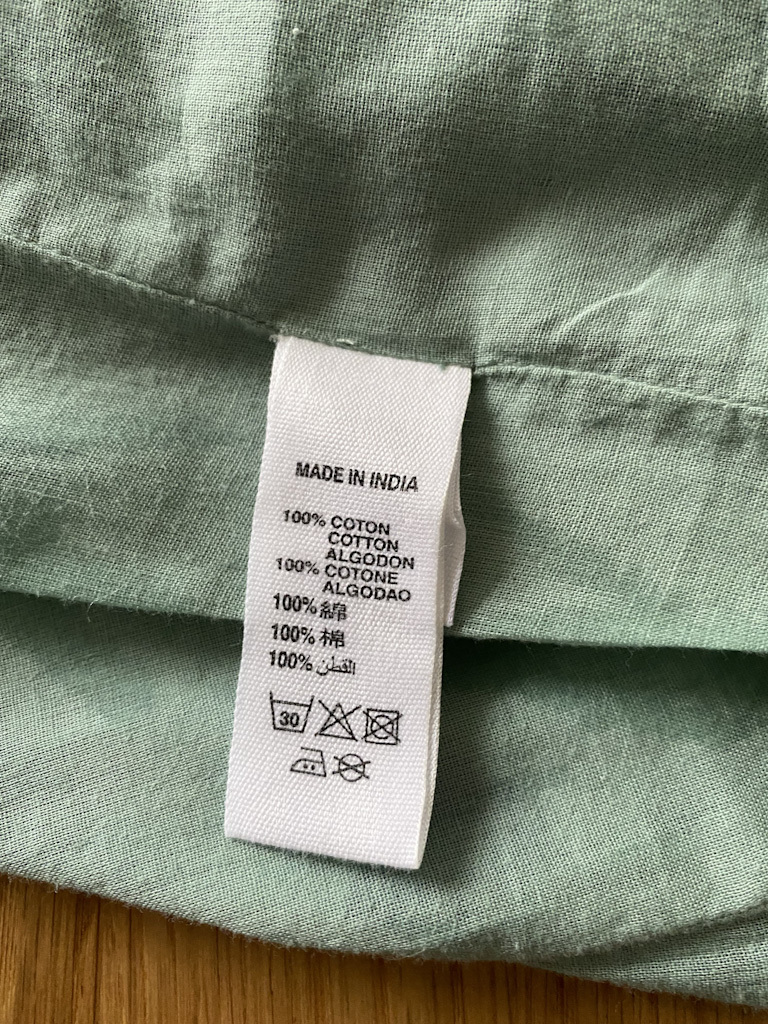 MADE IN INDIA
100% COTON
COTTON
ALGODON
100% COTONE
ALGODAO
100% 綿
100% 棉
100% القطن
30